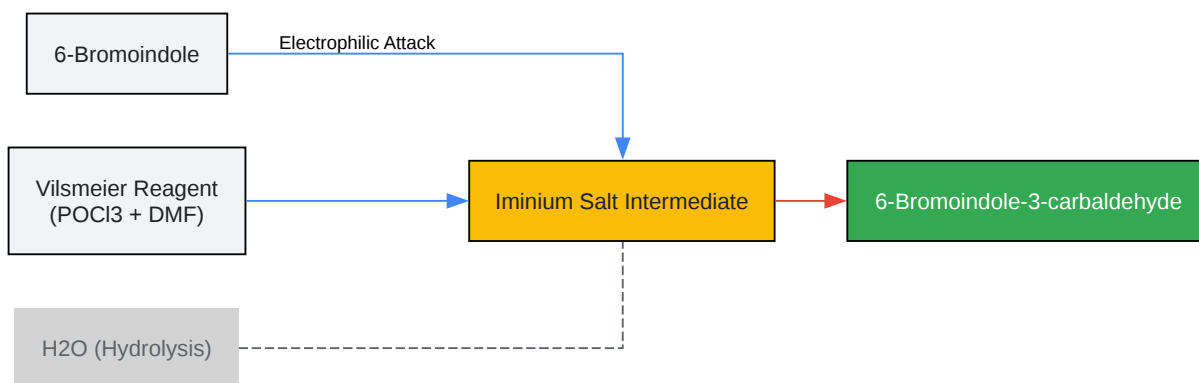 6-Bromoindole
Electrophilic Attack
Vilsmeier Reagent
(POCl3 + DMF)
Iminium Salt Intermediate
6-Bromoindole-3-carbaldehyde
H2O (Hydrolysis)